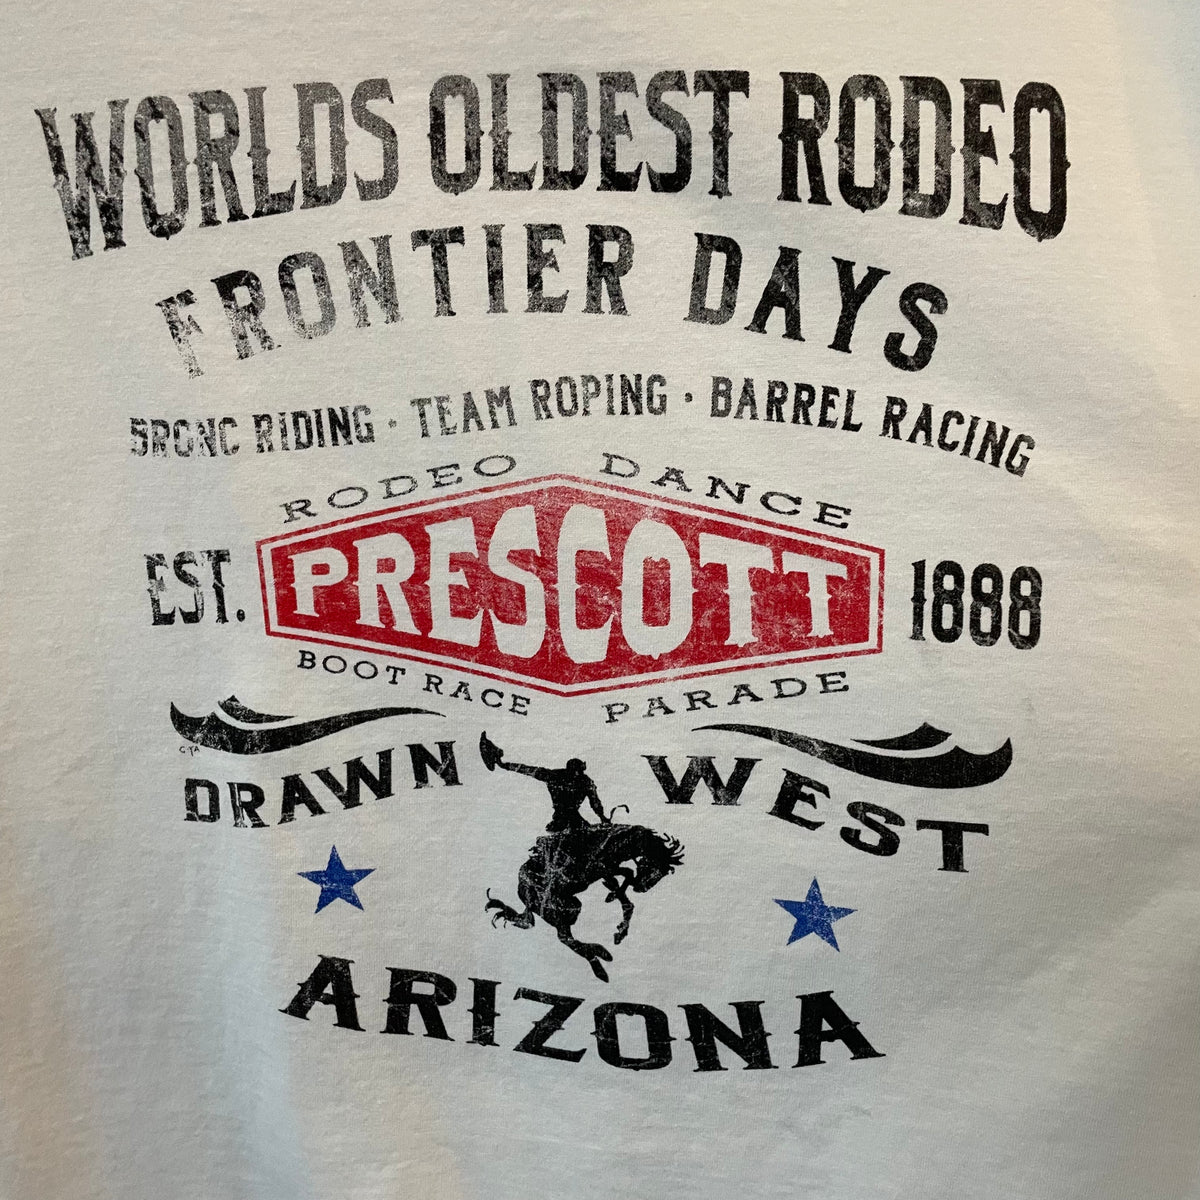 WORLDS OLDEST RODEO
FRONTIER DAYS
BRONC RIDING · TEAM ROPING · BARREL RACING
RODEO DANCE
EST. PRESCOTT 1888
BOOT RACE PARADE
DRAWN WEST
ARIZONA